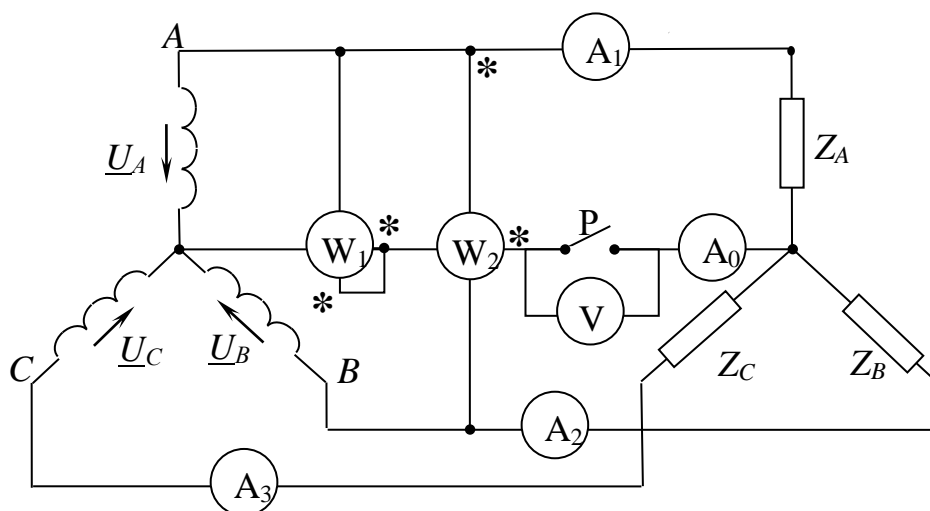 A
A1
*
U_A
Z_A
W1
*
*
W2
*
P
A0
V
C
U_C
U_B
B
Z_C
Z_B
A2
A3